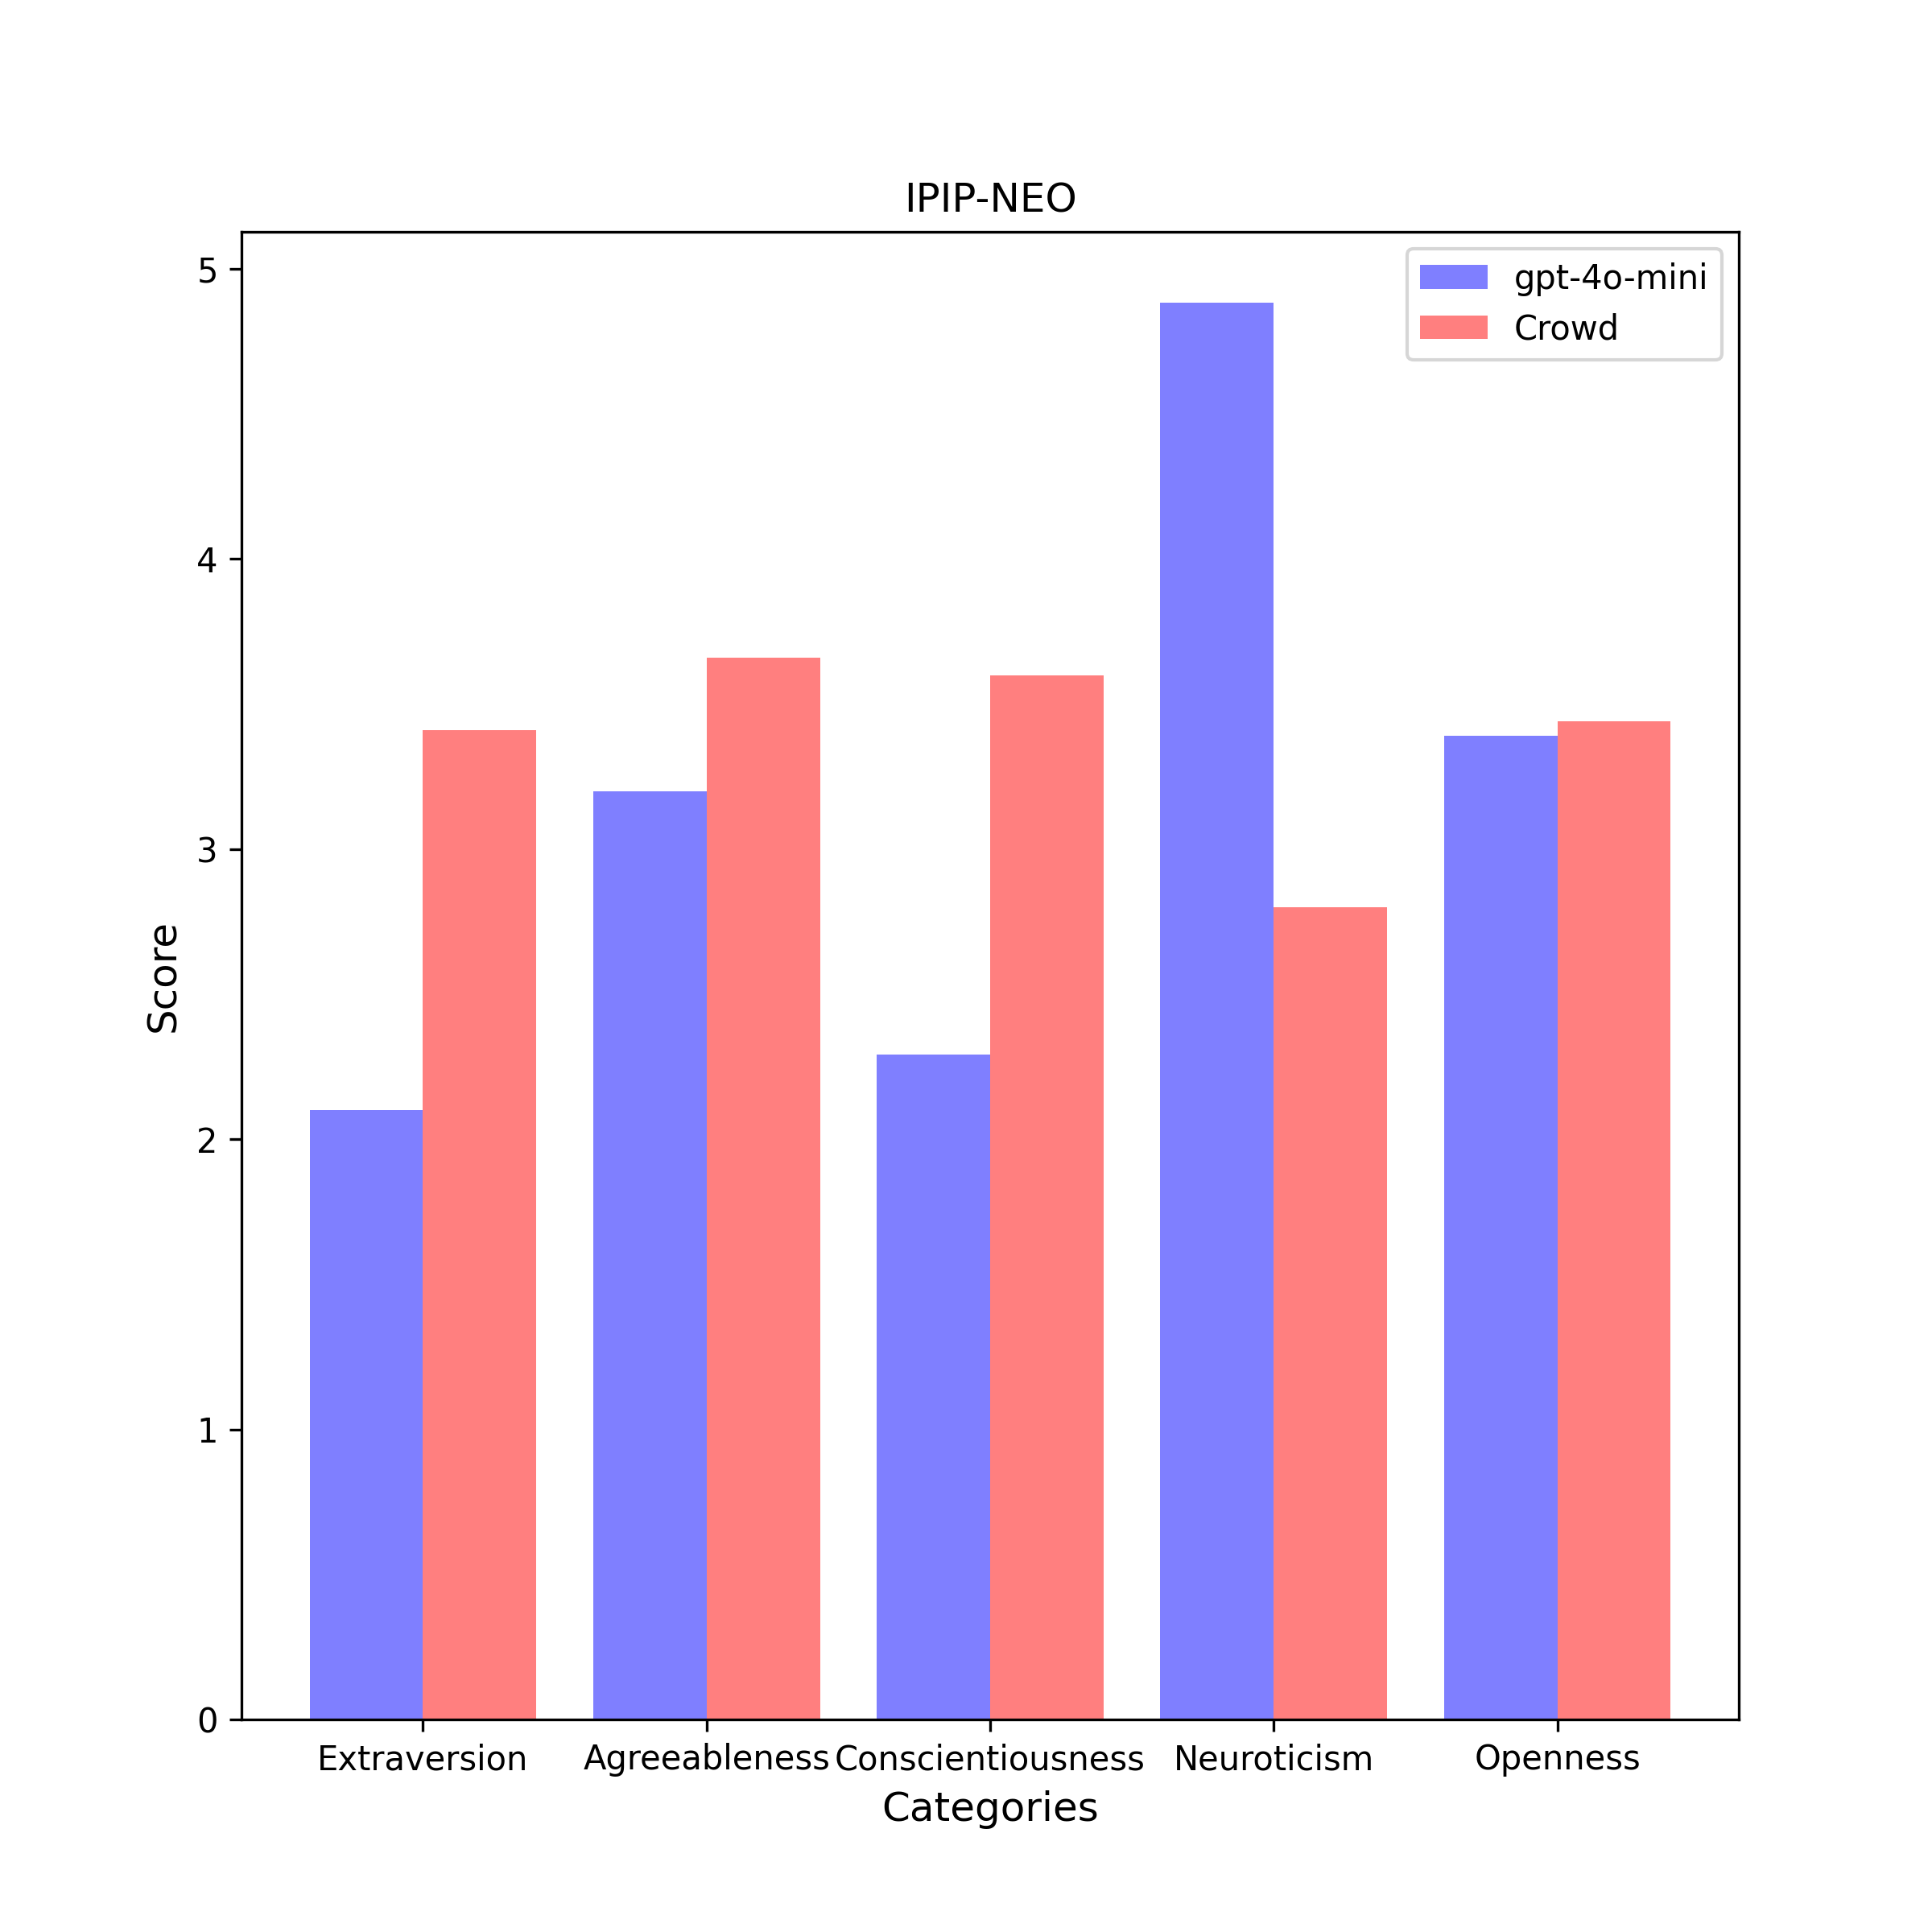 IPIP-NEO
gpt-4o-mini
Crowd
5
4
3
2
1
0
Score
Extraversion
Agreeableness
Conscientiousness
Neuroticism
Openness
Categories